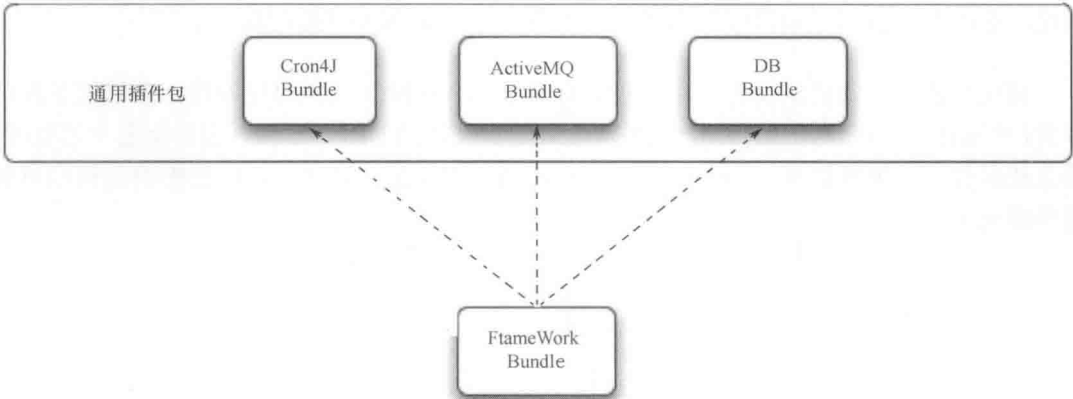 Cron4J
Bundle
ActiveMQ
Bundle
DB
Bundle
通用插件包
FtameWork
Bundle